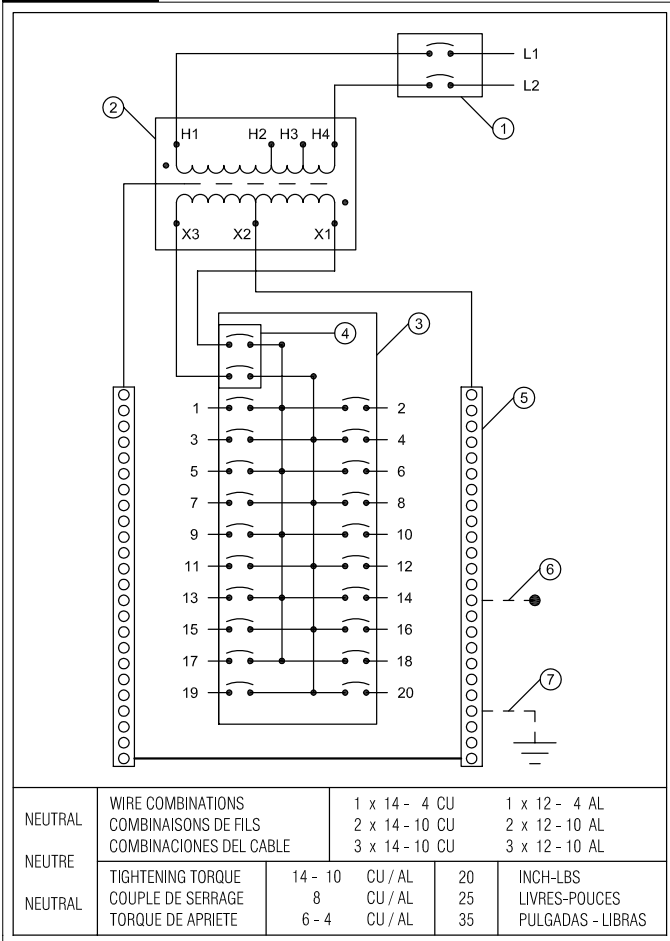 L1
L2
1
2
H1 H2 H3 H4
X3 X2 X1
4
3
5
1 2
3 4
5 6
7 8
9 10
11 12
13 14
15 16
17 18
19 20
6
7
NEUTRAL
NEUTRE
NEUTRAL
WIRE COMBINATIONS
COMBINAISONS DE FILS
COMBINACIONES DEL CABLE
1 x 14 - 4 CU 1 x 12 - 4 AL
2 x 14 - 10 CU 2 x 12 - 10 AL
3 x 14 - 10 CU 3 x 12 - 10 AL
TIGHTENING TORQUE 14 - 10 CU / AL 20 INCH-LBS
COUPLE DE SERRAGE 8 CU / AL 25 LIVRES-POUCES
TORQUE DE APRIETE 6 - 4 CU / AL 35 PULGADAS - LIBRAS